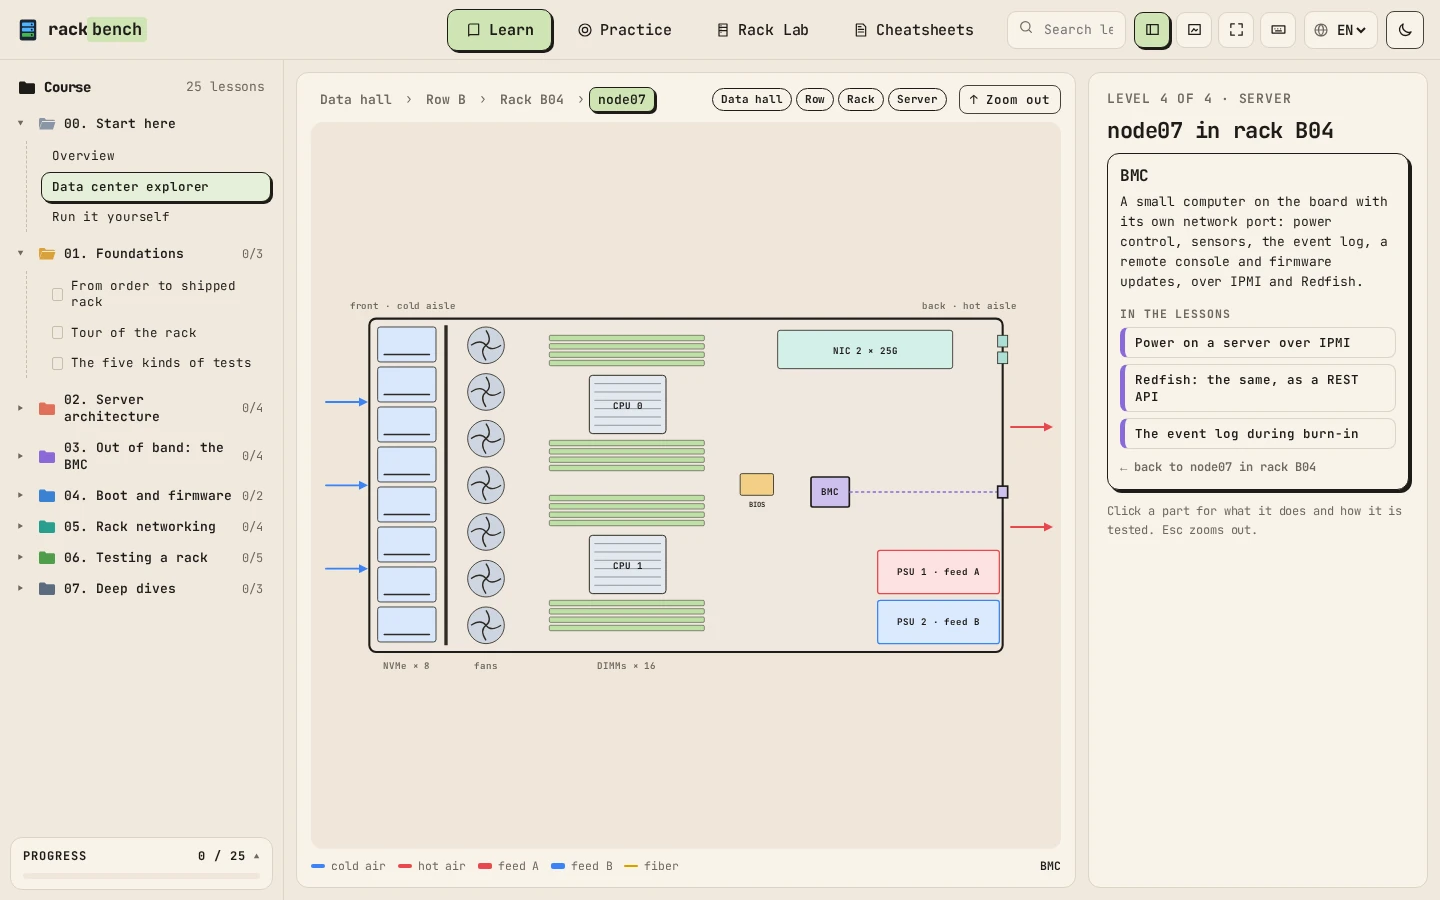 rackbench
Learn
Practice
Rack Lab
Cheatsheets
Search le
EN
Course 25 lessons
00. Start here
Overview
Data center explorer
Run it yourself
01. Foundations 0/3
From order to shipped
rack
Tour of the rack
The five kinds of tests
02. Server
architecture 0/4
03. Out of band: the
BMC 0/4
04. Boot and firmware 0/2
05. Rack networking 0/4
06. Testing a rack 0/5
07. Deep dives 0/3
PROGRESS 0 / 25
Data hall › Row B › Rack B04 › node07
Data hall Row Rack Server ↑ Zoom out
front · cold aisle back · hot aisle
NIC 2 × 25G
CPU 0
BIOS
BMC
CPU 1
PSU 1 · feed A
PSU 2 · feed B
NVMe × 8 fans DIMMs × 16
cold air hot air feed A feed B fiber BMC
LEVEL 4 OF 4 · SERVER
node07 in rack B04
BMC
A small computer on the board with
its own network port: power
control, sensors, the event log, a
remote console and firmware
updates, over IPMI and Redfish.
IN THE LESSONS
Power on a server over IPMI
Redfish: the same, as a REST
API
The event log during burn-in
← back to node07 in rack B04
Click a part for what it does and how it is
tested. Esc zooms out.